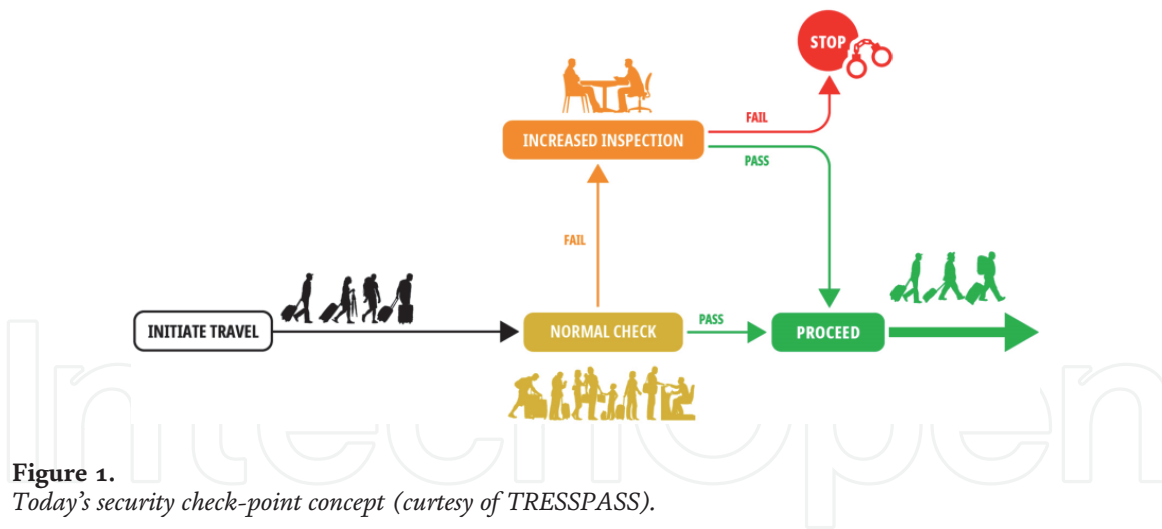 STOP
FAIL
INCREASED INSPECTION
PASS
FAIL
INITIATE TRAVEL
NORMAL CHECK
PASS
PROCEED
IntechOpen
Figure 1.
Today's security check-point concept (curtesy of TRESSPASS).